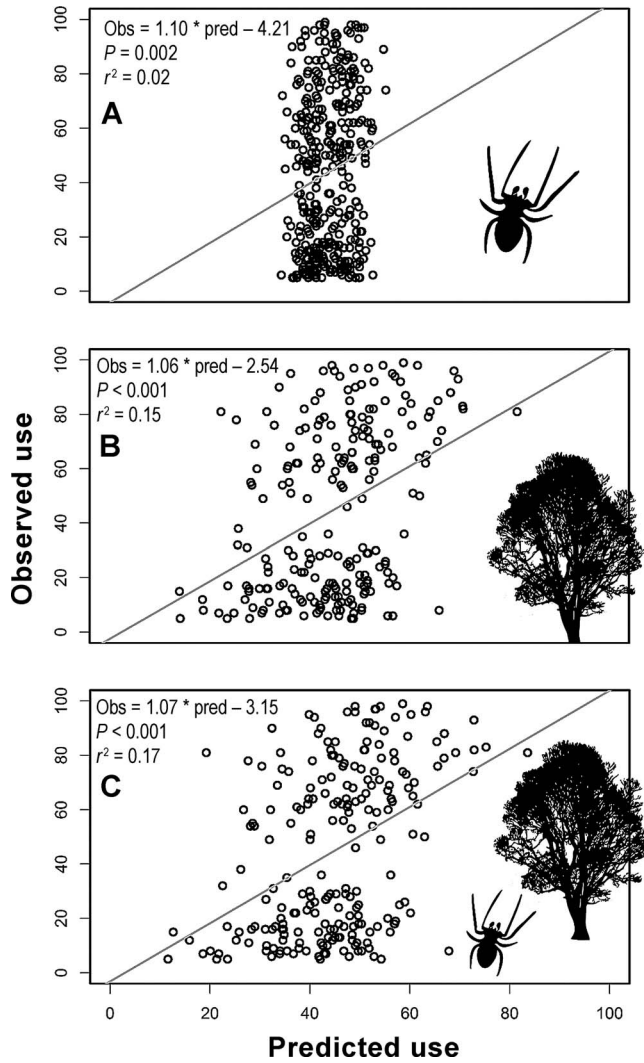 Obs = 1.10 * pred – 4.21
P = 0.002
r² = 0.02
A
100
80
60
40
20
0
Obs = 1.06 * pred – 2.54
P < 0.001
r² = 0.15
B
100
80
60
40
20
0
Observed use
Obs = 1.07 * pred – 3.15
P < 0.001
r² = 0.17
C
100
80
60
40
20
0
0 20 40 60 80 100
Predicted use